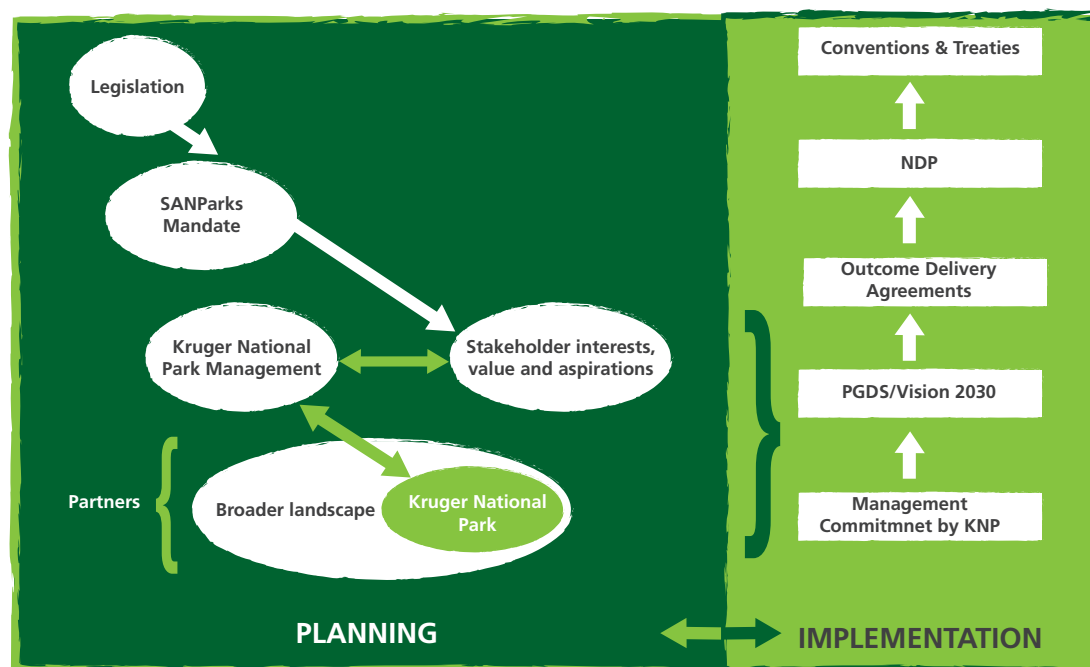 Legislation
SANParks
Mandate
Kruger National
Park Management
Stakeholder interests,
value and aspirations
Partners
Broader landscape
Kruger National
Park
PLANNING
Conventions & Treaties
NDP
Outcome Delivery
Agreements
PGDS/Vision 2030
Management
Commitmnet by KNP
IMPLEMENTATION